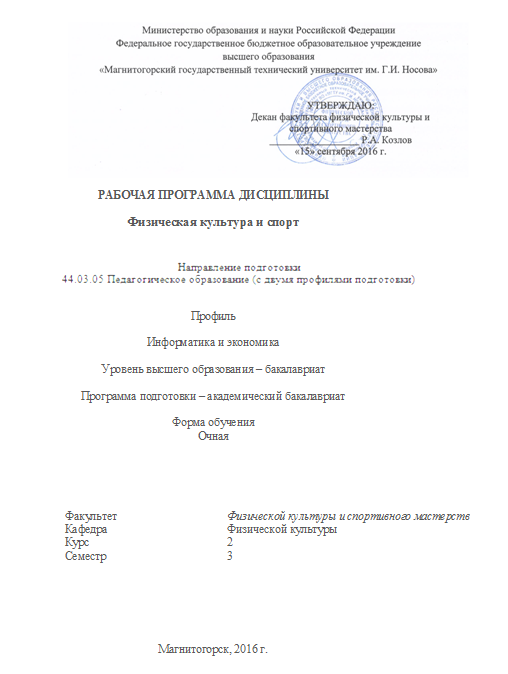 Министерство образования и науки Российской Федерации
Федеральное государственное бюджетное образовательное учреждение
высшего образования
«Магнитогорский государственный технический университет им. Г.И. Носова»
УТВЕРЖДАЮ:
Декан факультета физической культуры и
спортивного мастерства
Р.А. Козлов
«15» сентября 2016 г.
РАБОЧАЯ ПРОГРАММА ДИСЦИПЛИНЫ
Физическая культура и спорт
Направление подготовки
44.03.05 Педагогическое образование (с двумя профилями подготовки)
Профиль
Информатика и экономика
Уровень высшего образования – бакалавриат
Программа подготовки – академический бакалавриат
Форма обучения
Очная
Факультет Физической культуры и спортивного мастерств
Кафедра Физической культуры
Курс 2
Семестр 3
Магнитогорск, 2016 г.